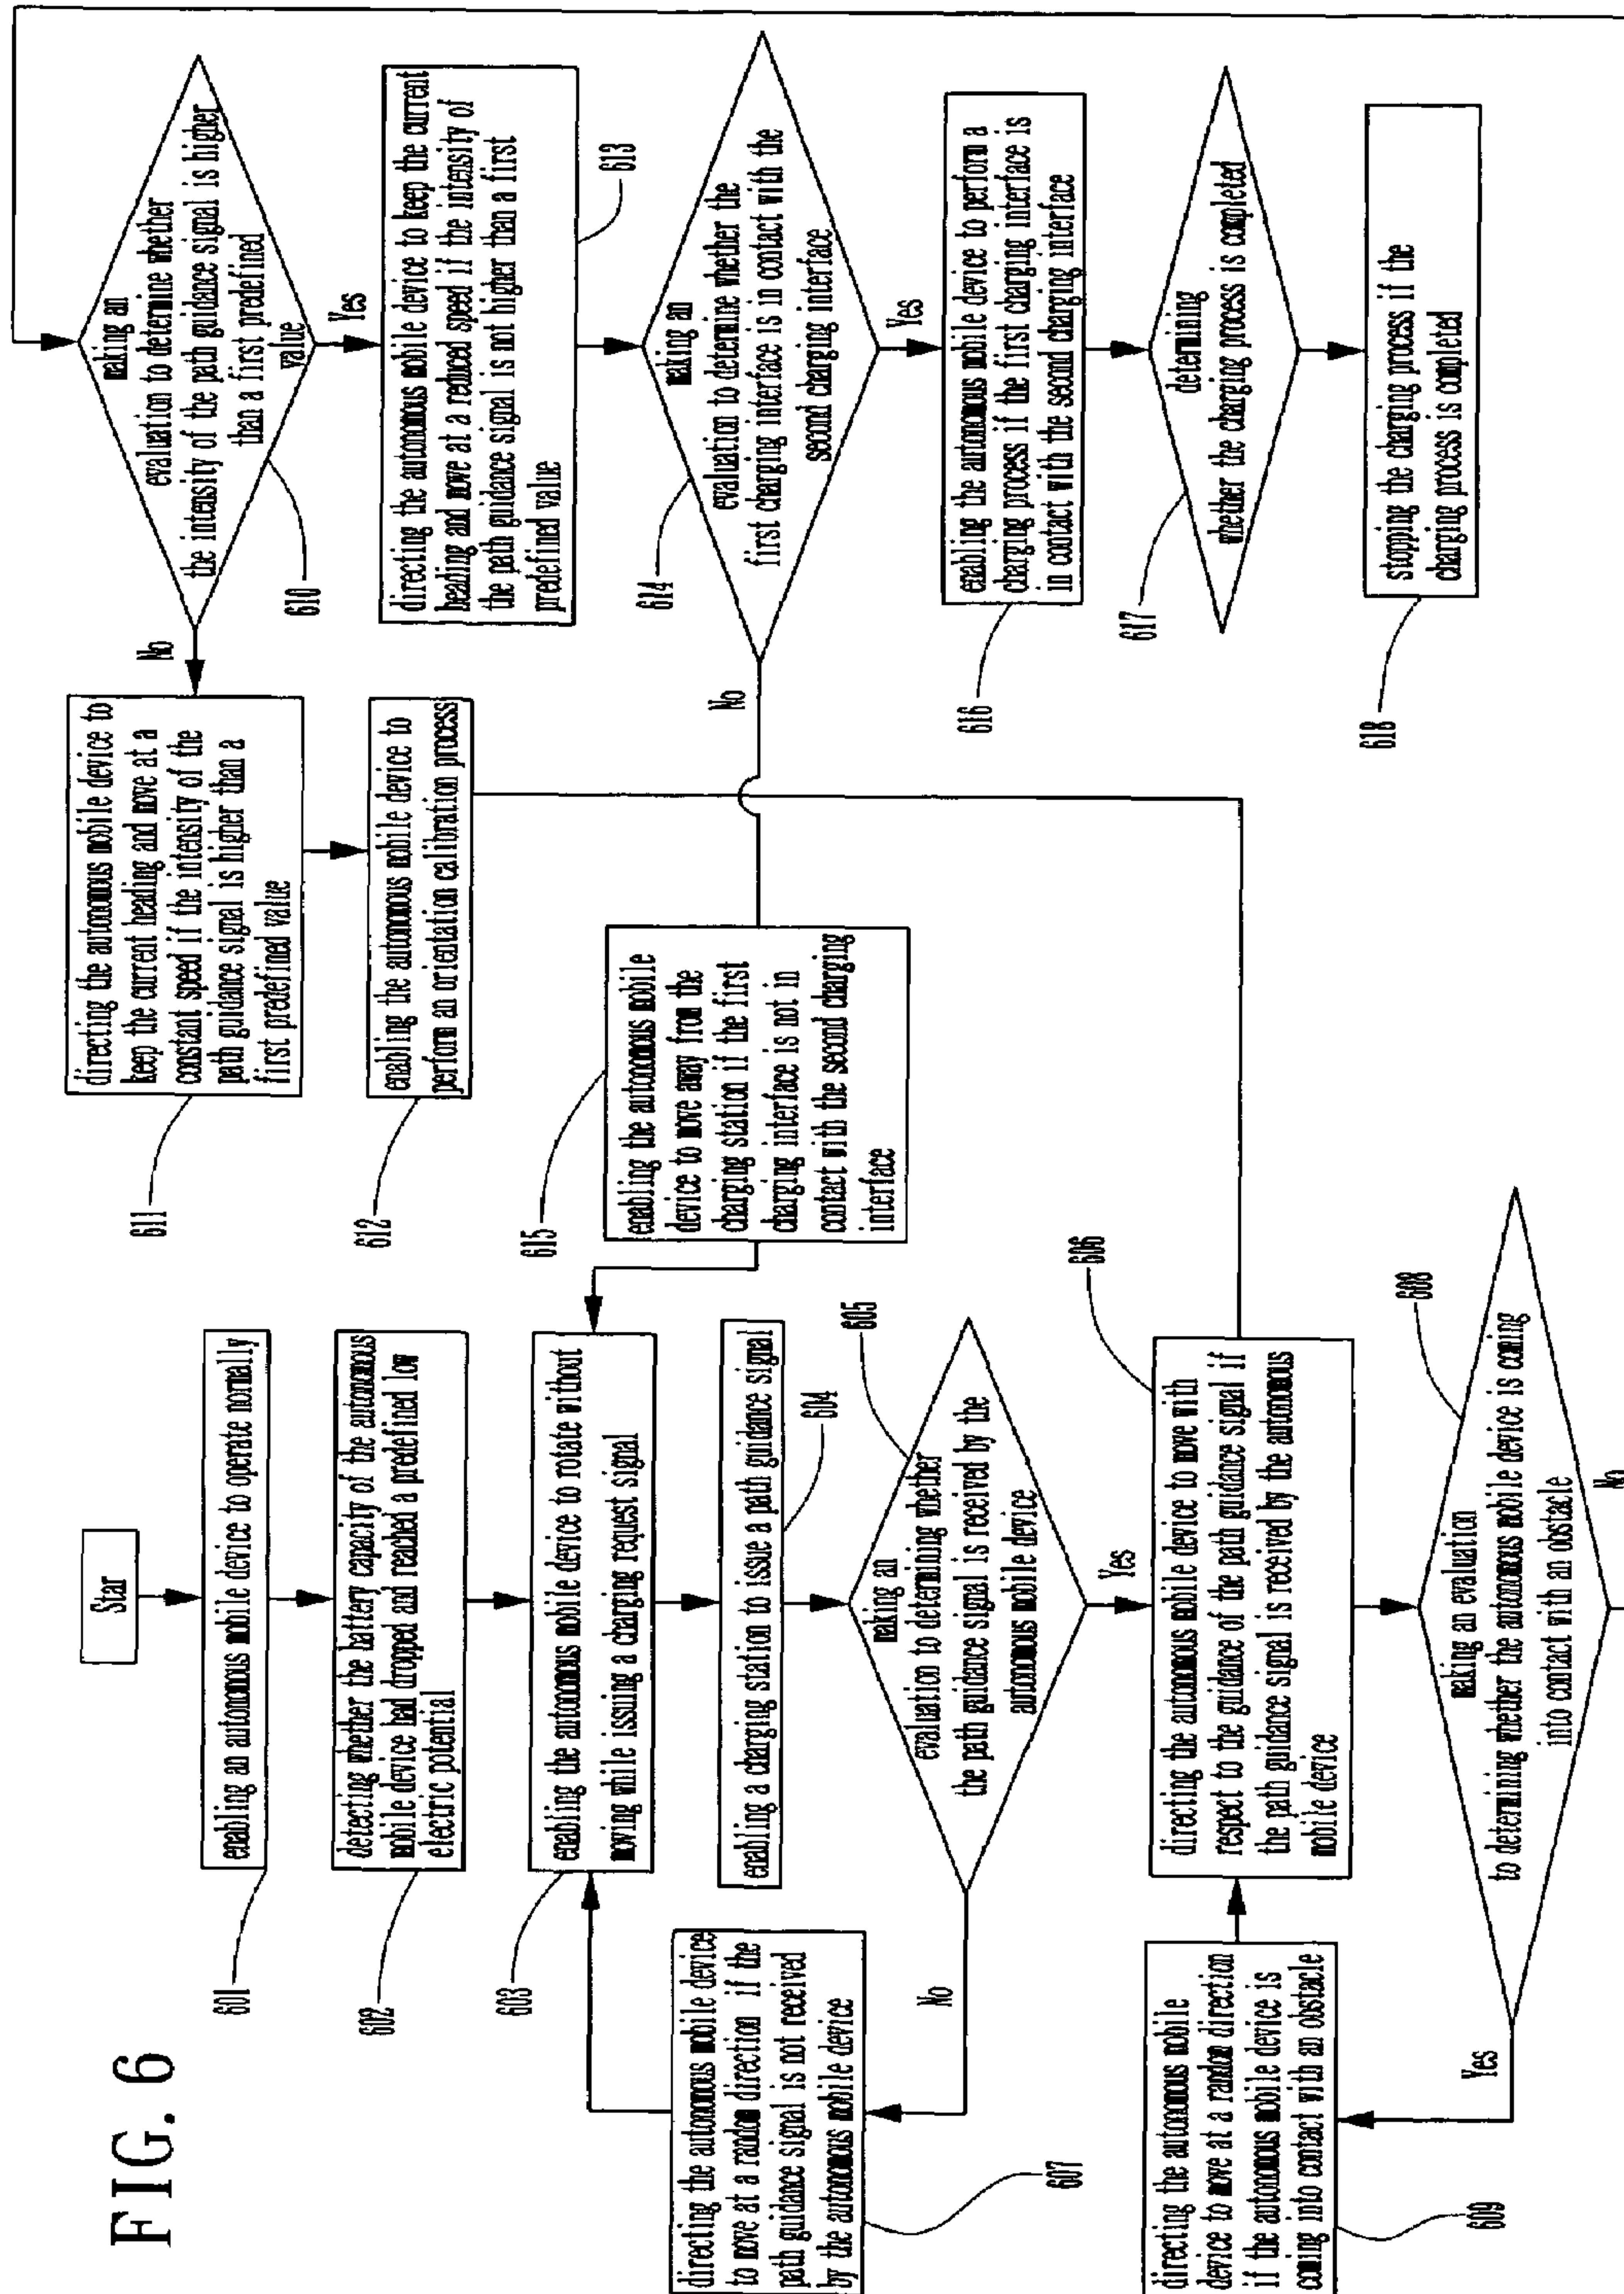 FIG. 6
Star
enabling an autonomous mobile device to operate normally
601
detecting whether the battery capacity of the autonomous
mobile device had dropped and reached a predefined low
electric potential
602
enabling the autonomous mobile device to rotate without
moving while issuing a charging request signal
603
enabling a charging station to issue a path guidance signal
604
making an
evaluation to determining whether
the path guidance signal is received by the
autonomous mobile device
605
No
Yes
directing the autonomous mobile device
to move at a random direction if the
path guidance signal is not received
by the autonomous mobile device
607
directing the autonomous mobile device to move with
respect to the guidance of the path guidance signal if
the path guidance signal is received by the autonomous
mobile device
606
making an evaluation
to determining whether the autonomous mobile device is coming
into contact with an obstacle
608
Yes
No
directing the autonomous mobile
device to move at a random direction
if the autonomous mobile device is
coming into contact with an obstacle
609
making an
evaluation to determine whether
the intensity of the path guidance signal is higher
than a first predefined
value
610
No
Yes
directing the autonomous mobile device to
keep the current heading and move at a
constant speed if the intensity of the
path guidance signal is higher than a
first predefined value
611
enabling the autonomous mobile device to
perform an orientation calibration process
612
directing the autonomous mobile device to keep the current
heading and move at a reduced speed if the intensity of
the path guidance signal is not higher than a first
predefined value
613
making an
evaluation to determine whether the
first charging interface is in contact with the
second charging interface
614
No
Yes
enabling the autonomous mobile
device to move away from the
charging station if the first
charging interface is not in
contact with the second charging
interface
615
enabling the autonomous mobile device to perform a
charging process if the first charging interface is
in contact with the second charging interface
616
determining
whether the charging process is completed
617
stopping the charging process if the
charging process is completed
618